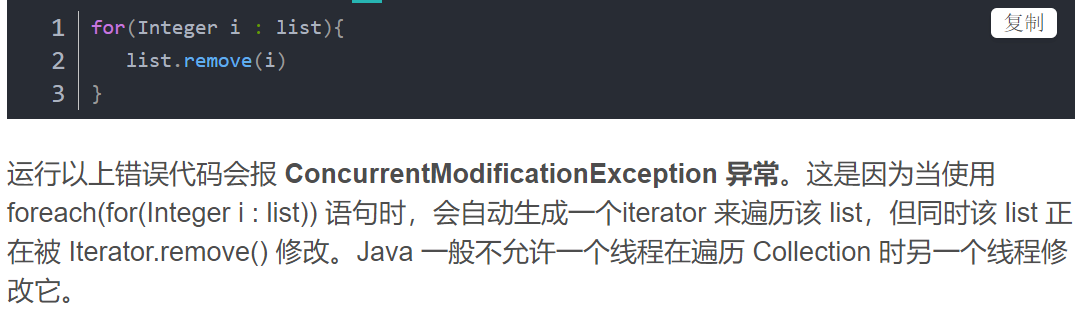 复制
1 for(Integer i : list){
2 list.remove(i)
3 }
运行以上错误代码会报 ConcurrentModificationException 异常。这是因为当使用
foreach(for(Integer i : list)) 语句时，会自动生成一个iterator 来遍历该 list，但同时该 list 正
在被 Iterator.remove() 修改。Java 一般不允许一个线程在遍历 Collection 时另一个线程修
改它。